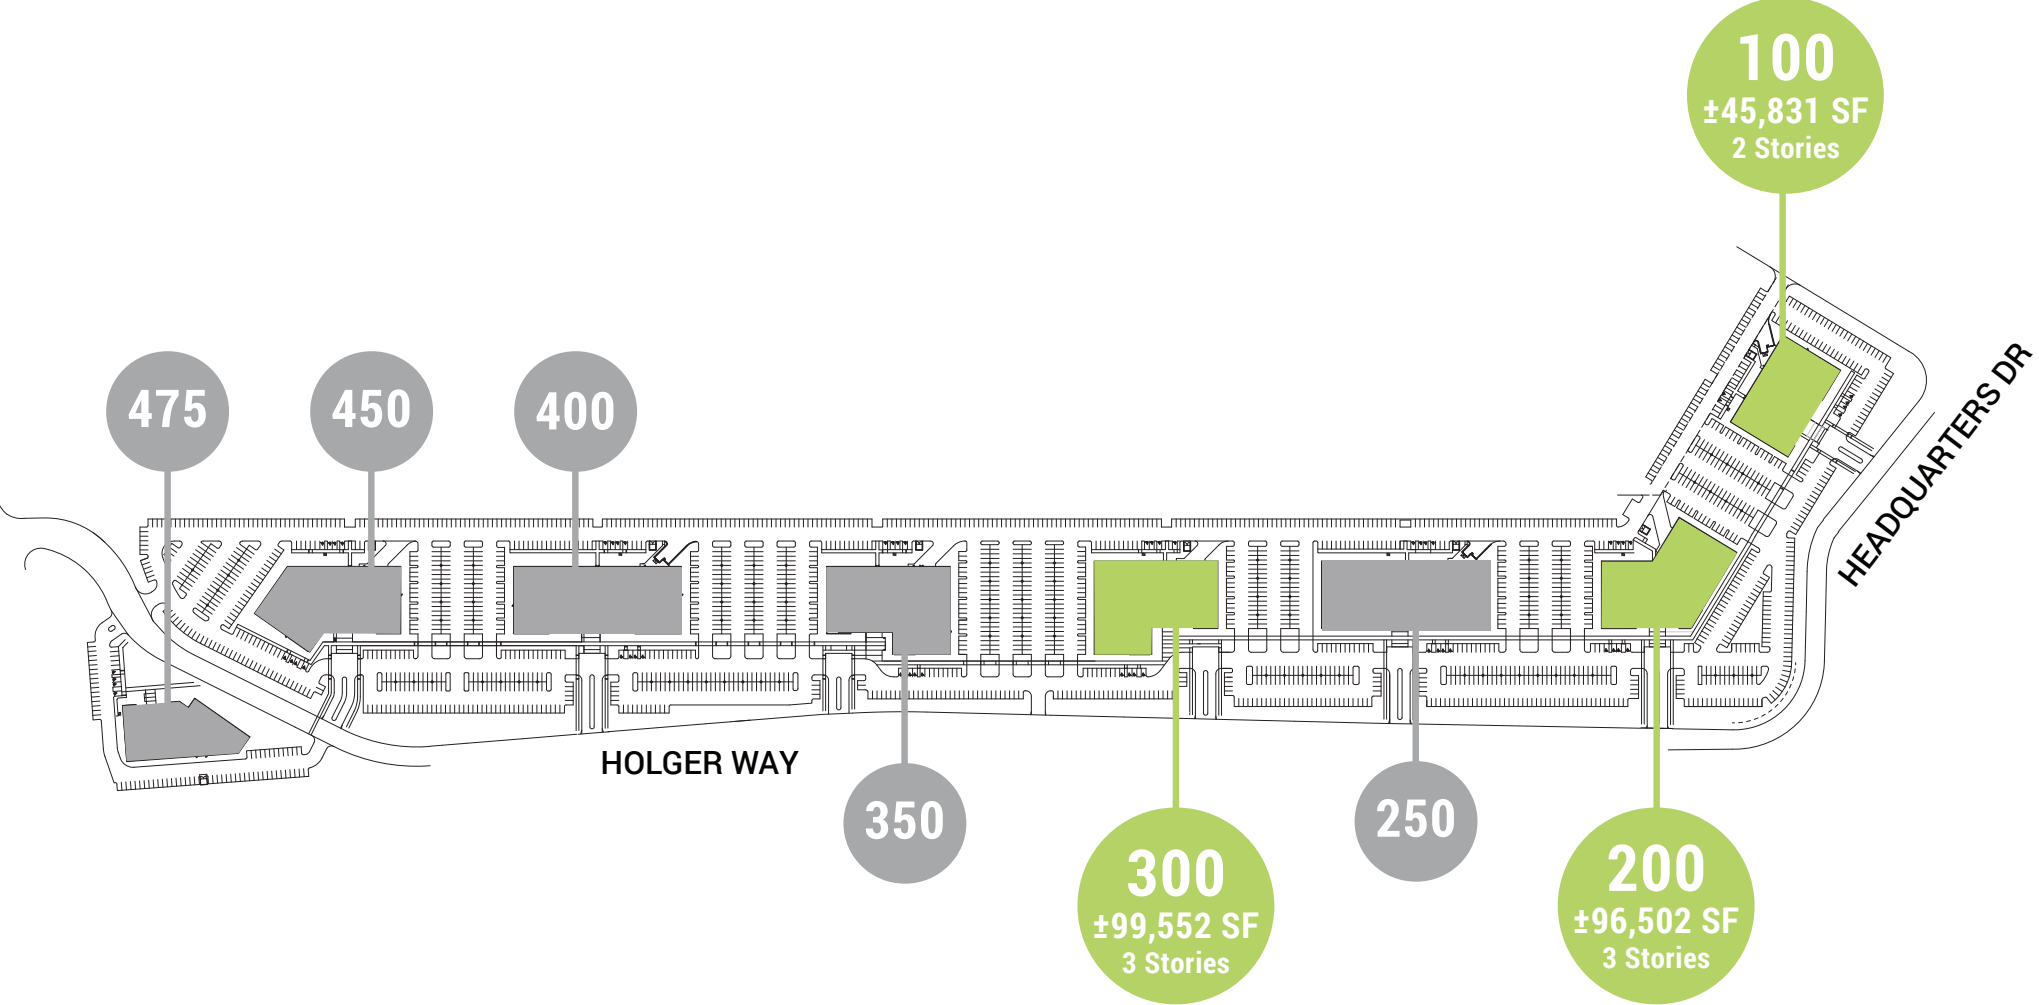 100
±45,831 SF
2 Stories
HEADQUARTERS DR
475
450
400
HOLGER WAY
350
300
±99,552 SF
3 Stories
250
200
±96,502 SF
3 Stories